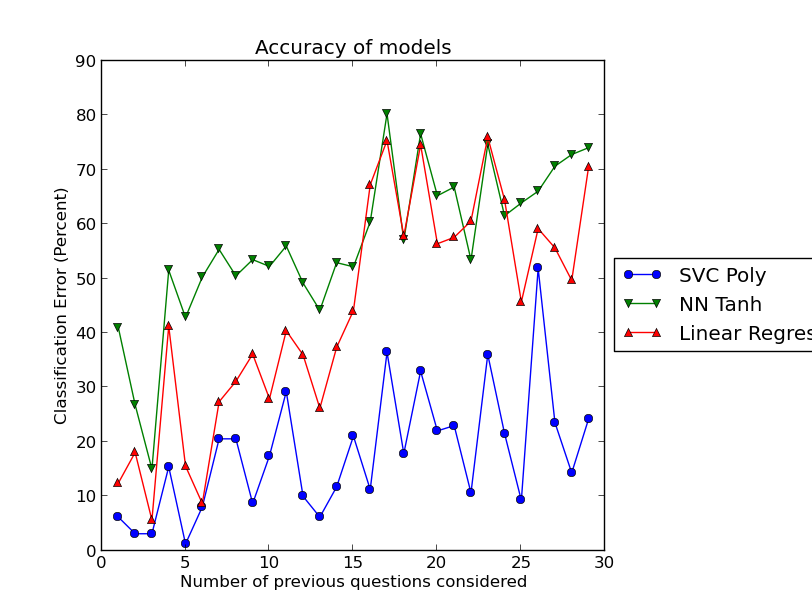 Accuracy of models
90
80
70
60
50
40
30
20
10
0
Classification Error (Percent)
0 5 10 15 20 25 30
Number of previous questions considered
SVC Poly
NN Tanh
Linear Regres